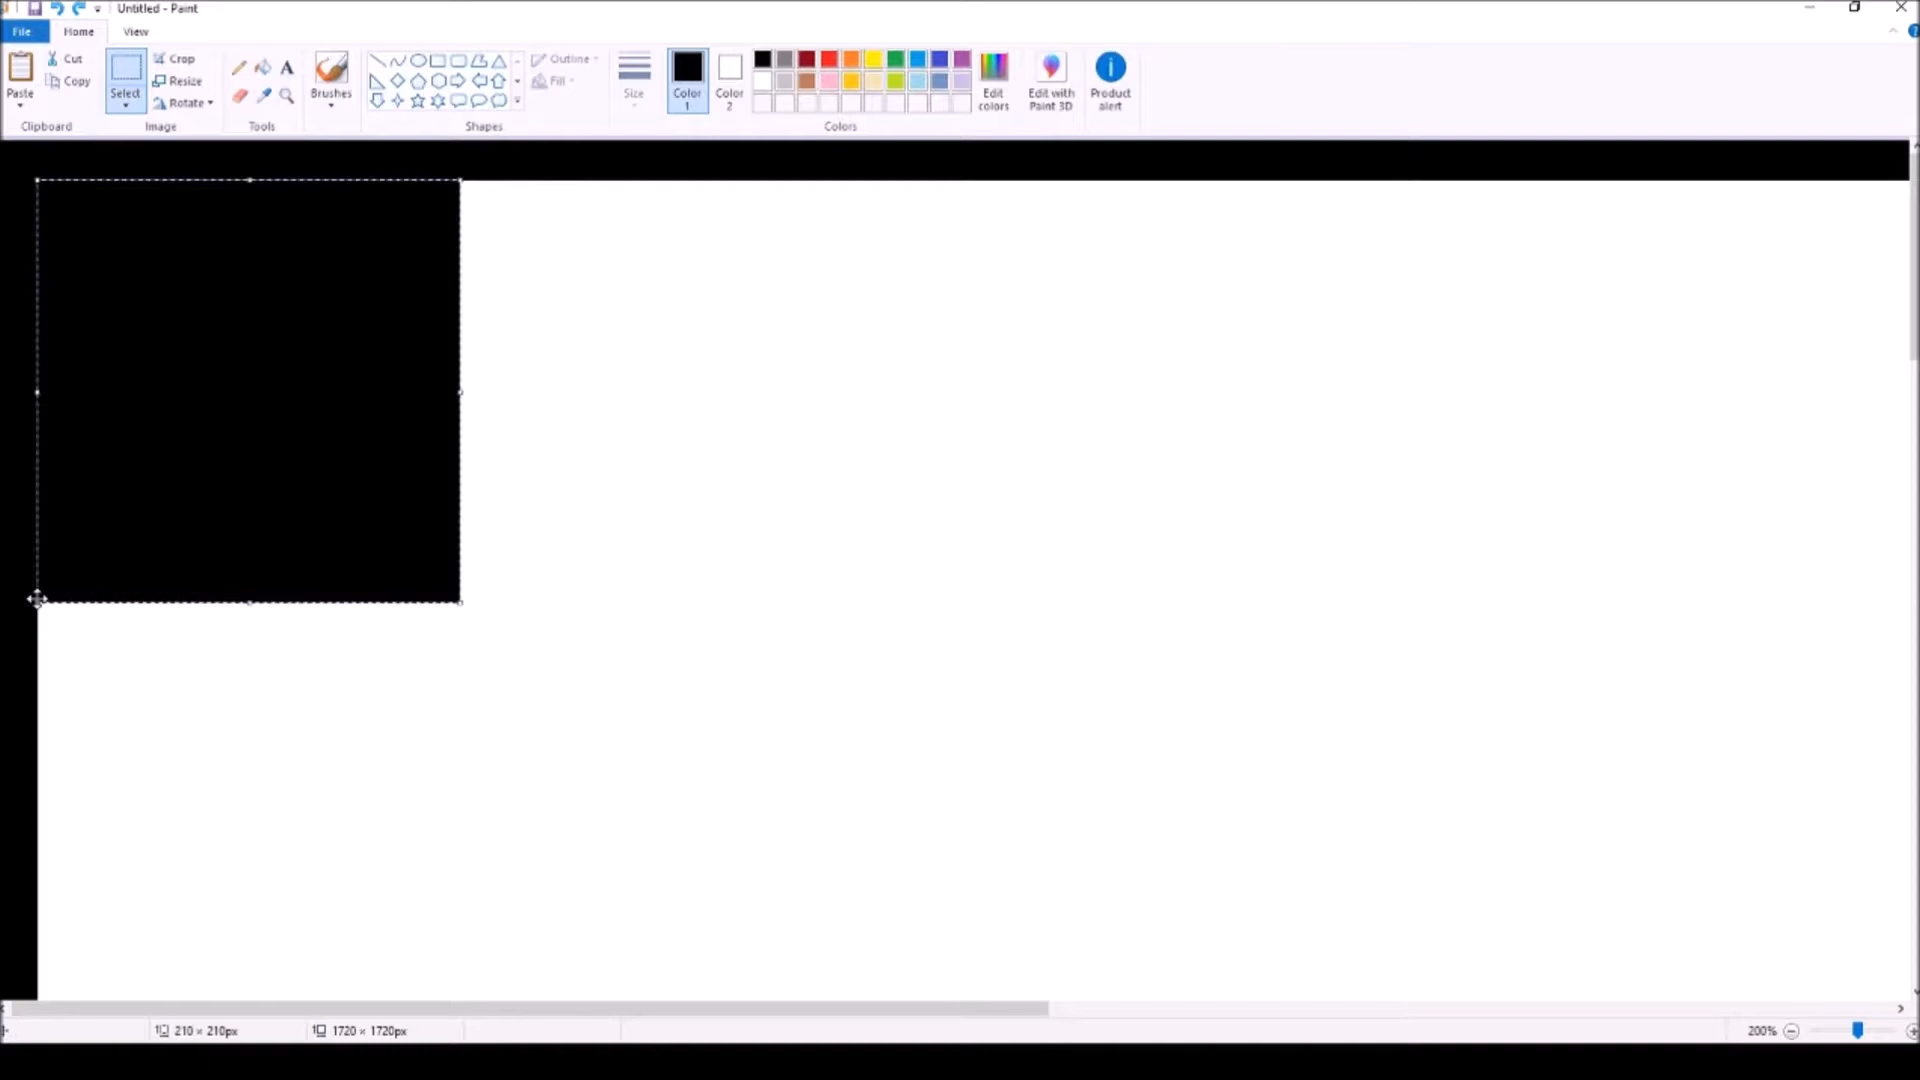 Untitled - Paint
File Home View
Paste
Cut
Copy
Clipboard
Select
Crop
Resize
Rotate
Image
A
Tools
Brushes
Shapes
Outline
Fill
Size
Color
1
Color
2
Colors
Edit
colors
Edit with
Paint 3D
Product
alert
210 × 210px
1720 × 1720px
200%